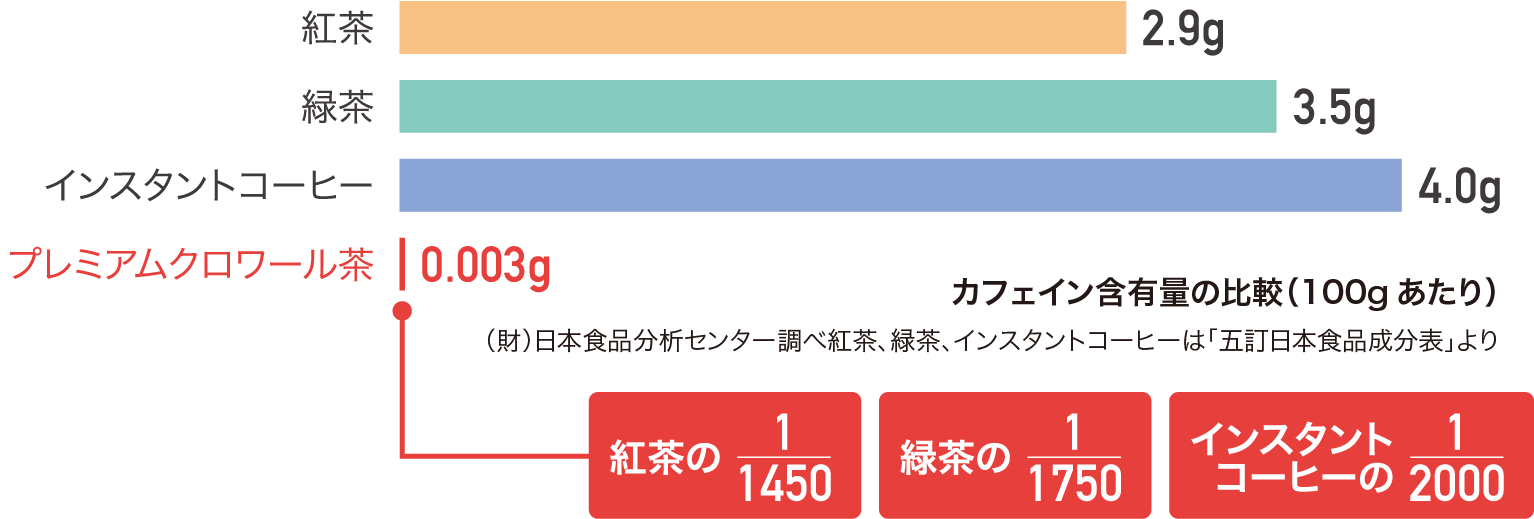 紅茶 2.9g
緑茶 3.5g
インスタントコーヒー 4.0g
プレミアムクロワール茶 0.003g
カフェイン含有量の比較（100g あたり）
（財）日本食品分析センター調べ紅茶、緑茶、インスタントコーヒーは「五訂日本食品成分表」より
紅茶の 1/1450
緑茶の 1/1750
インスタント
コーヒーの 1/2000